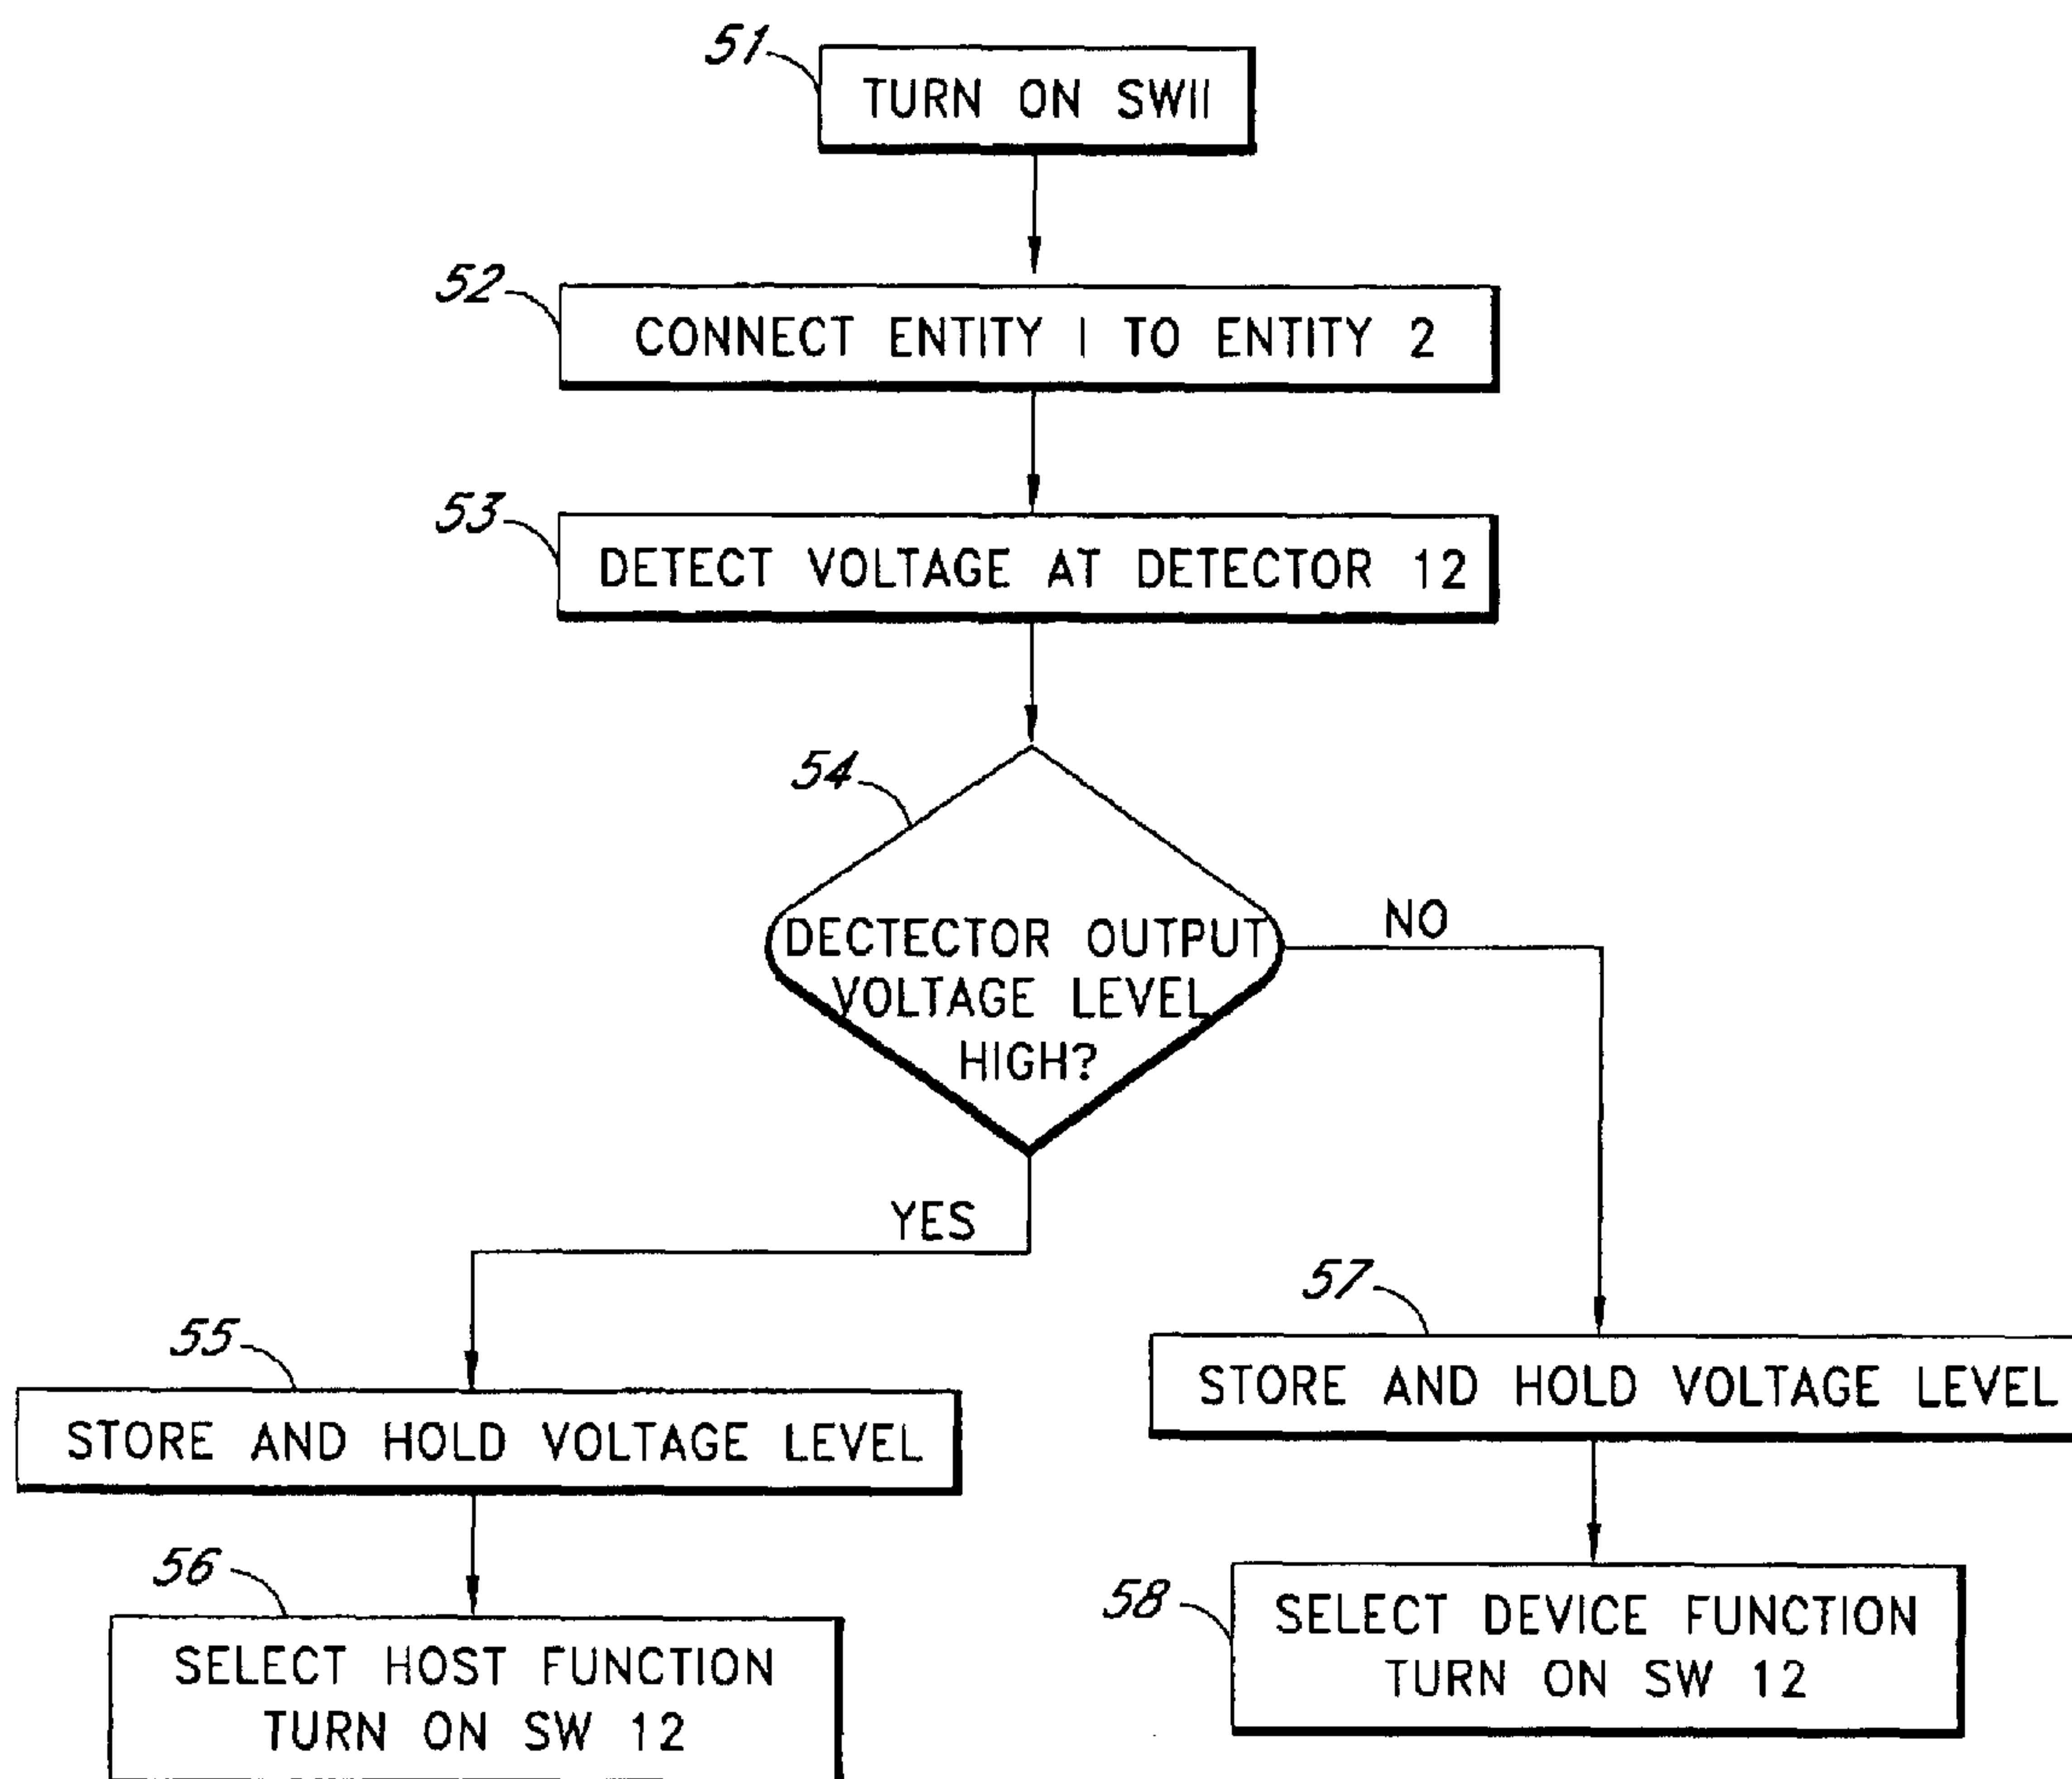 51
TURN ON SW11
52
CONNECT ENTITY 1 TO ENTITY 2
53
DETECT VOLTAGE AT DETECTOR 12
54
DECTECTOR OUTPUT
VOLTAGE LEVEL
HIGH?
NO
YES
55
STORE AND HOLD VOLTAGE LEVEL
57
STORE AND HOLD VOLTAGE LEVEL
56
SELECT HOST FUNCTION
TURN ON SW 12
58
SELECT DEVICE FUNCTION
TURN ON SW 12